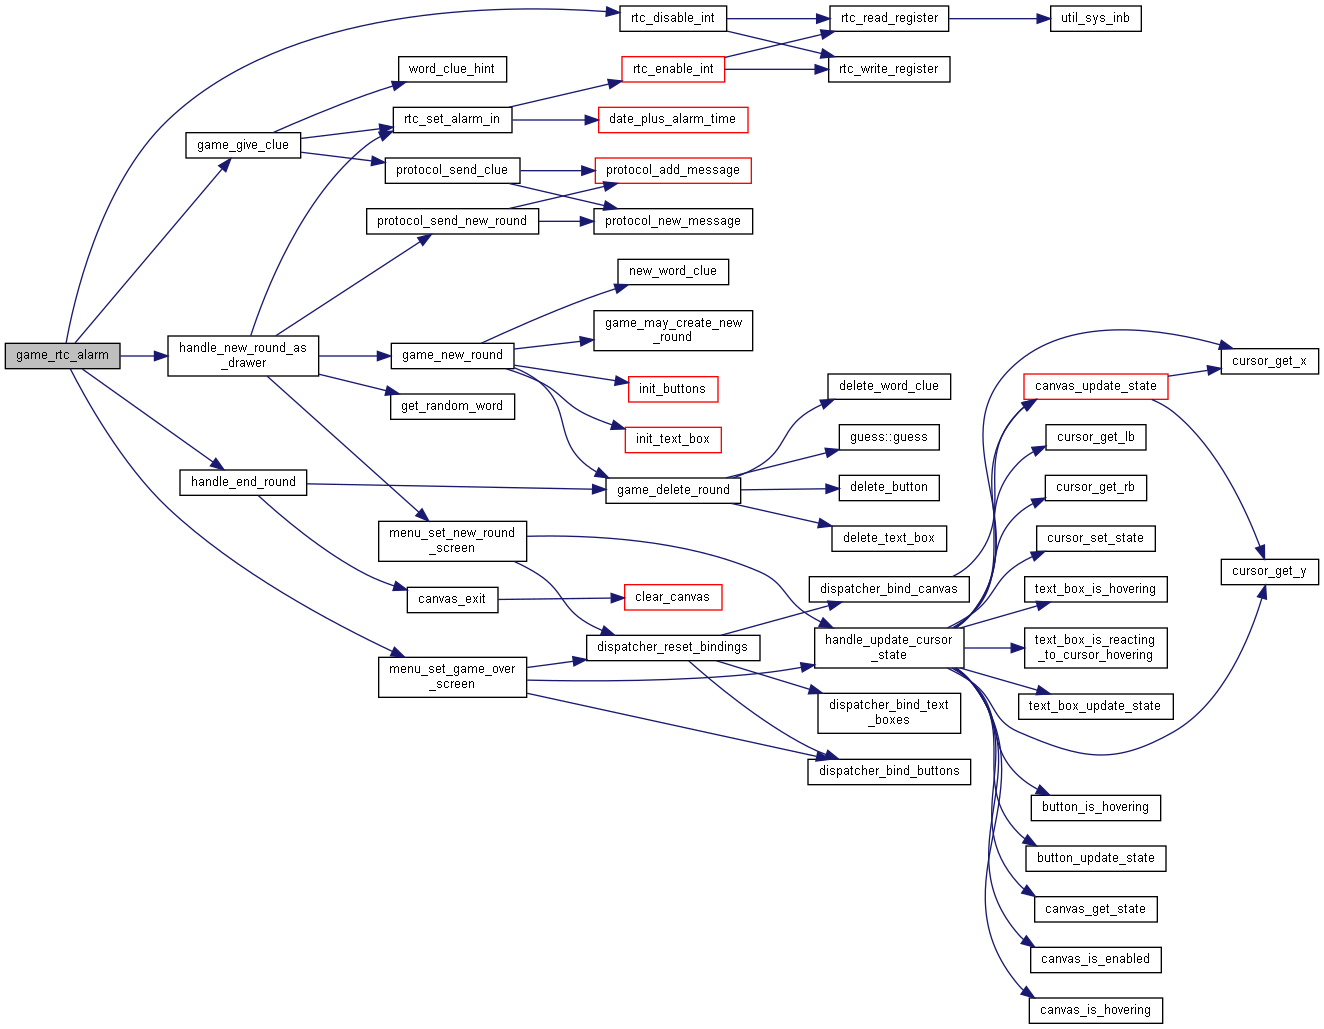 game_rtc_alarm
rtc_disable_int
rtc_read_register
util_sys_inb
rtc_enable_int
rtc_write_register
word_clue_hint
game_give_clue
rtc_set_alarm_in
date_plus_alarm_time
protocol_send_clue
protocol_add_message
protocol_send_new_round
protocol_new_message
handle_new_round_as
_drawer
new_word_clue
game_new_round
game_may_create_new
_round
init_buttons
get_random_word
init_text_box
handle_end_round
game_delete_round
delete_word_clue
guess::guess
delete_button
delete_text_box
menu_set_new_round
_screen
canvas_exit
clear_canvas
menu_set_game_over
_screen
dispatcher_reset_bindings
dispatcher_bind_canvas
handle_update_cursor
_state
dispatcher_bind_text
_boxes
dispatcher_bind_buttons
canvas_update_state
cursor_get_x
cursor_get_lb
cursor_get_rb
cursor_set_state
cursor_get_y
text_box_is_hovering
text_box_is_reacting
_to_cursor_hovering
text_box_update_state
button_is_hovering
button_update_state
canvas_get_state
canvas_is_enabled
canvas_is_hovering